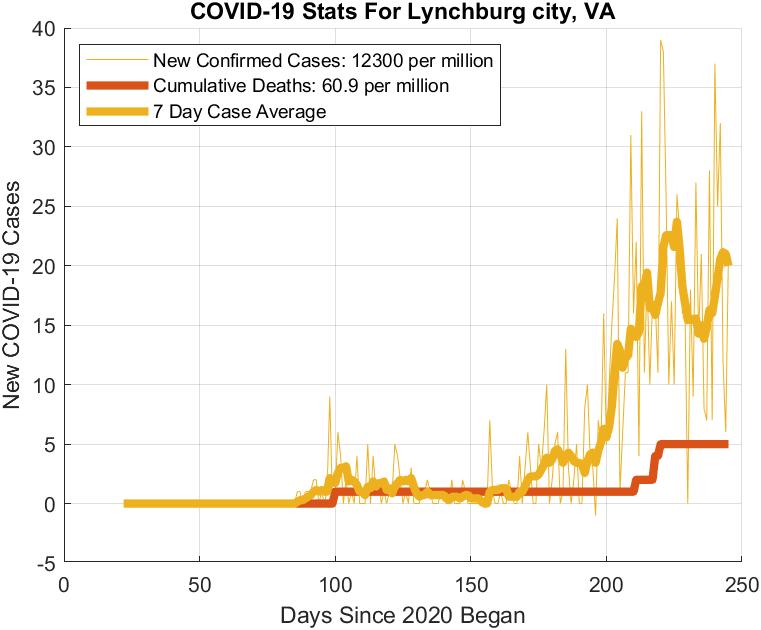 COVID-19 Stats For Lynchburg city, VA
40
35
30
25
20
15
10
5
0
-5
New Confirmed Cases: 12300 per million
Cumulative Deaths: 60.9 per million
7 Day Case Average
New COVID-19 Cases
0 50 100 150 200 250
Days Since 2020 Began